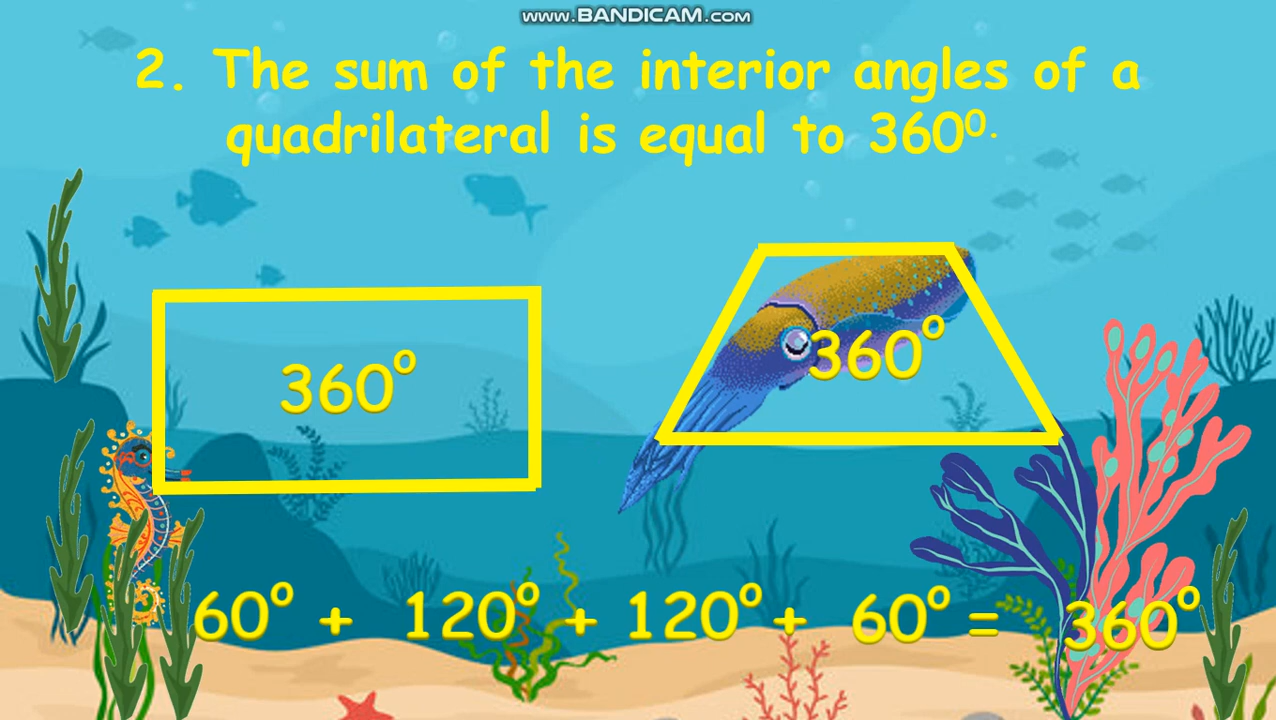 www.BANDICAM.com
2. The sum of the interior angles of a
quadrilateral is equal to 360⁰.
360°
360°
60° + 120° + 120° + 60° = 360°